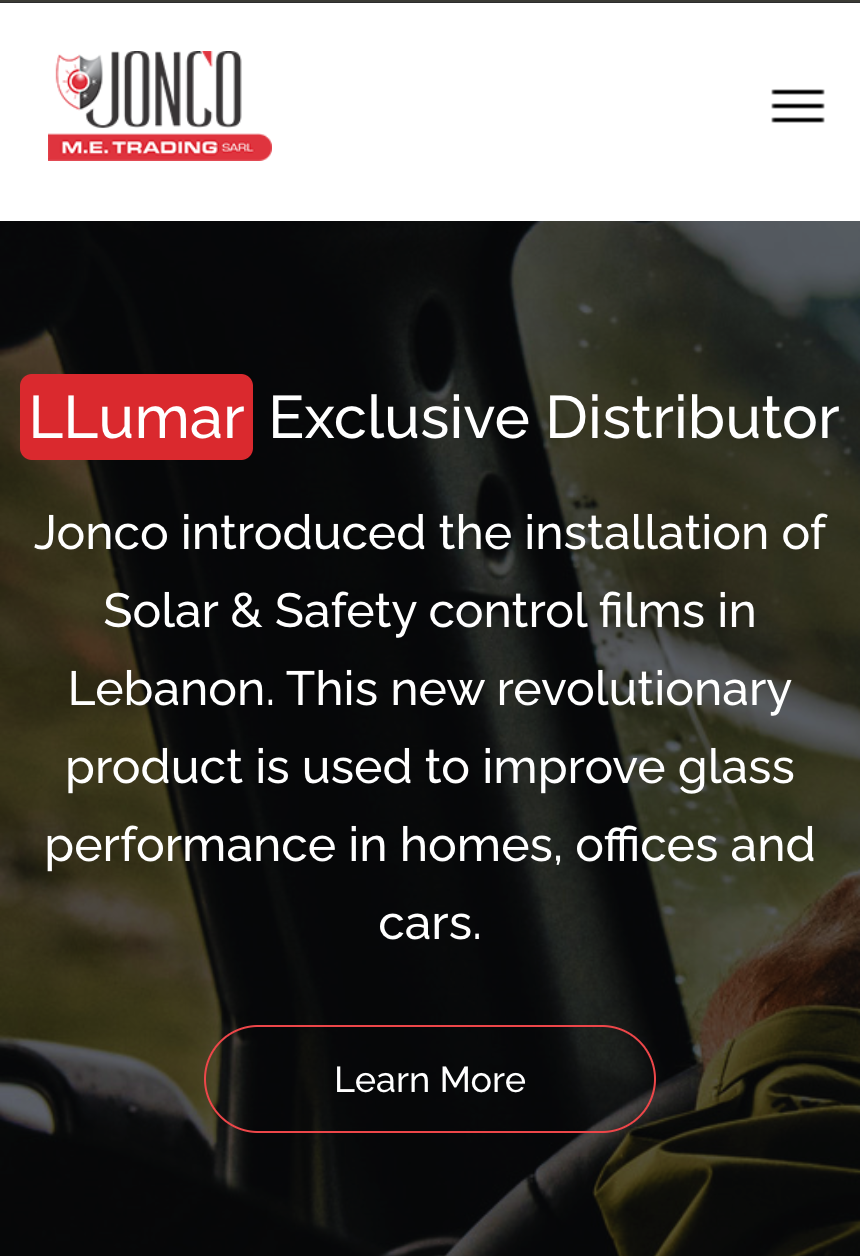 JONCO
M.E. TRADING SARL
LLumar Exclusive Distributor
Jonco introduced the installation of
Solar & Safety control films in
Lebanon. This new revolutionary
product is used to improve glass
performance in homes, offices and
cars.
Learn More